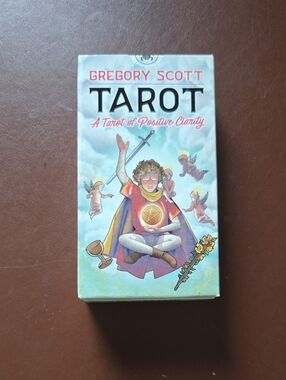 GREGORY SCOTT
TAROT
A Tarot of Positive Clarity